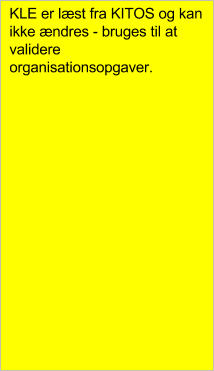 KLE er læst fra KITOS og kan
ikke ændres - bruges til at
validere
organisationsopgaver.